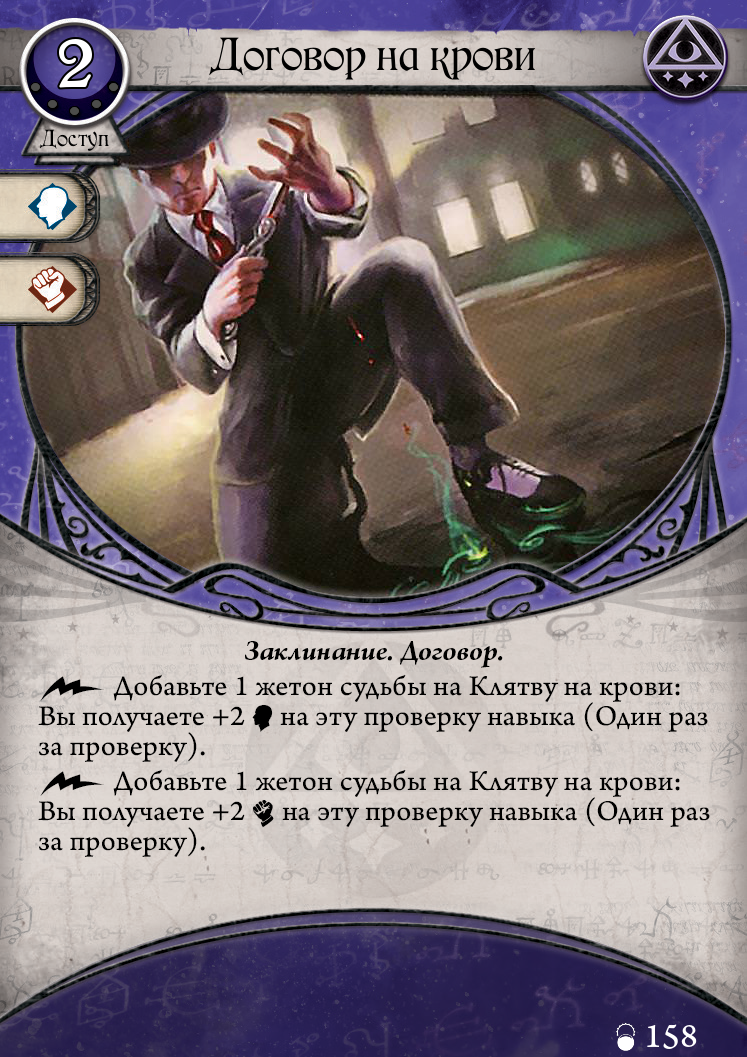 2
Договор на крови
Доступ
Заклинание. Договор.
Добавьте 1 жетон судьбы на Клятву на крови:
Вы получаете +2 на эту проверку навыка (Один раз
за проверку).
Добавьте 1 жетон судьбы на Клятву на крови:
Вы получаете +2 на эту проверку навыка (Один раз
за проверку).
158